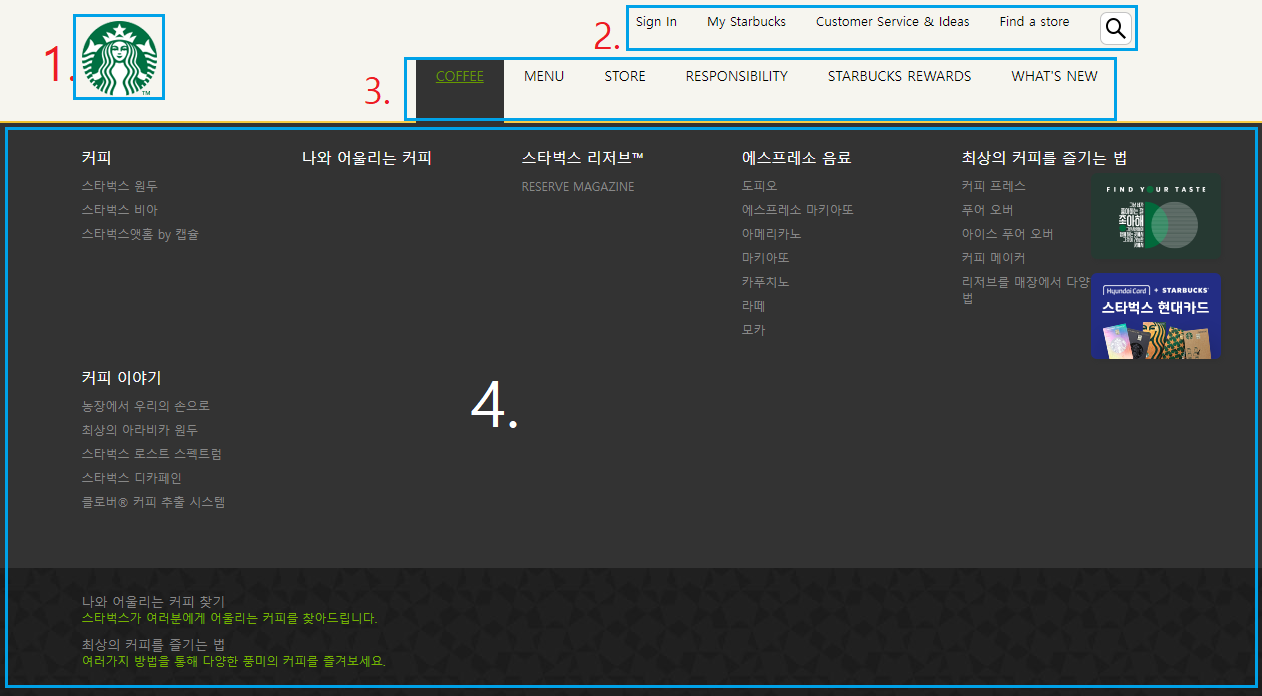 1.
TM
2.
Sign In My Starbucks Customer Service & Ideas Find a store
3.
COFFEE MENU STORE RESPONSIBILITY STARBUCKS REWARDS WHAT'S NEW
커피
스타벅스 원두
스타벅스 비아
스타벅스앳홈 by 캡슐
나와 어울리는 커피
스타벅스 리저브™
RESERVE MAGAZINE
에스프레소 음료
도피오
에스프레소 마키아또
아메리카노
마키아또
카푸치노
라떼
모카
최상의 커피를 즐기는 법
커피 프레스
푸어 오버
아이스 푸어 오버
커피 메이커
리저브를 매장에서 다양
법
FIND YOUR TASTE
좋아해
HyundaiCard + STARBUCKS
스타벅스 현대카드
커피 이야기
농장에서 우리의 손으로
최상의 아라비카 원두
스타벅스 로스트 스펙트럼
스타벅스 디카페인
클로버® 커피 추출 시스템
4.
나와 어울리는 커피 찾기
스타벅스가 여러분에게 어울리는 커피를 찾아드립니다.
최상의 커피를 즐기는 법
여러가지 방법을 통해 다양한 풍미의 커피를 즐겨보세요.